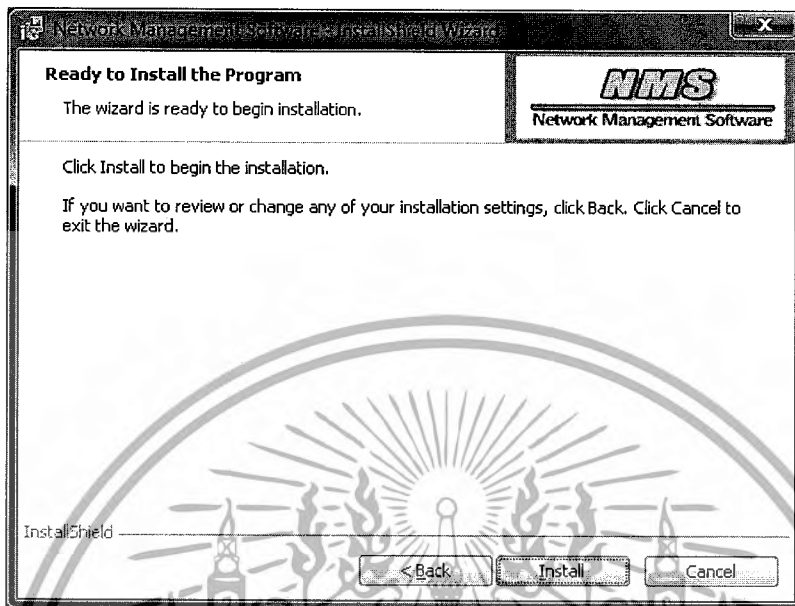 Network Management Software - InstallShield Wizard
Ready to Install the Program
The wizard is ready to begin installation.
NMS
Network Management Software
Click Install to begin the installation.
If you want to review or change any of your installation settings, click Back. Click Cancel to
exit the wizard.
InstallShield
< Back
Install
Cancel